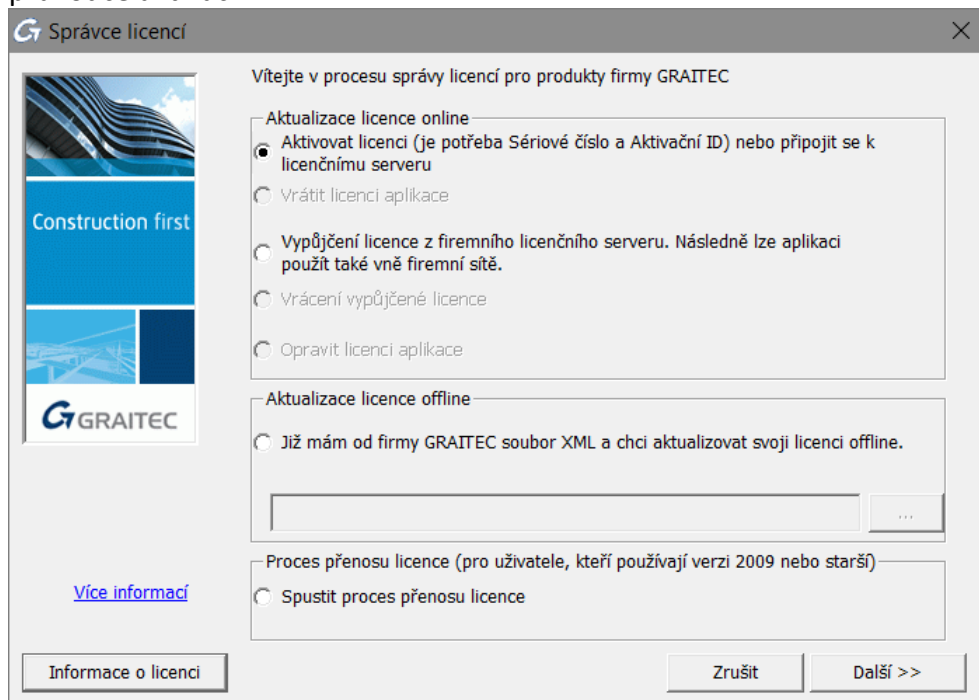 Správce licencí
Vítejte v procesu správy licencí pro produkty firmy GRAITEC
Aktualizace licence online
Aktivovat licenci (je potřeba Sériové číslo a Aktivační ID) nebo připojit se k
licenčnímu serveru
Vrátit licenci aplikace
Construction first
Vypůjčení licence z firemního licenčního serveru. Následně lze aplikaci
použít také vně firemní sítě.
Vrácení vypůjčené licence
Opravit licenci aplikace
GRAITEC
Aktualizace licence offline
Již mám od firmy GRAITEC soubor XML a chci aktualizovat svoji licenci offline.
...
Proces přenosu licence (pro uživatele, kteří používají verzi 2009 nebo starší)
Více informací
Spustit proces přenosu licence
Informace o licenci
Zrušit
Další >>